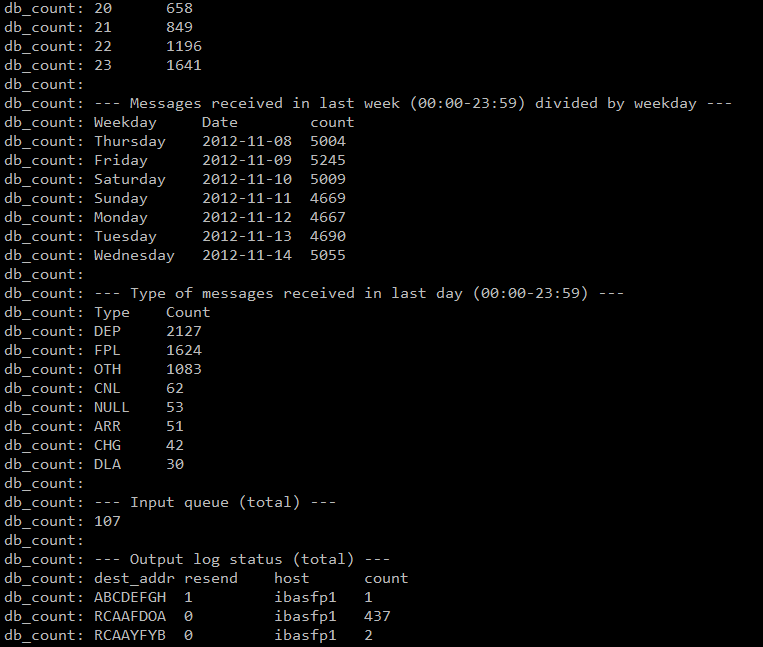 db_count: 20      658
db_count: 21      849
db_count: 22      1196
db_count: 23      1641
db_count:
db_count: --- Messages received in last week (00:00-23:59) divided by weekday ---
db_count: Weekday     Date        count
db_count: Thursday    2012-11-08  5004
db_count: Friday      2012-11-09  5245
db_count: Saturday    2012-11-10  5009
db_count: Sunday      2012-11-11  4669
db_count: Monday      2012-11-12  4667
db_count: Tuesday     2012-11-13  4690
db_count: Wednesday   2012-11-14  5055
db_count:
db_count: --- Type of messages received in last day (00:00-23:59) ---
db_count: Type    Count
db_count: DEP     2127
db_count: FPL     1624
db_count: OTH     1083
db_count: CNL     62
db_count: NULL    53
db_count: ARR     51
db_count: CHG     42
db_count: DLA     30
db_count:
db_count: --- Input queue (total) ---
db_count: 107
db_count:
db_count: --- Output log status (total) ---
db_count: dest_addr resend    host      count
db_count: ABCDEFGH  1         ibasfp1   1
db_count: RCAAFDOA  0         ibasfp1   437
db_count: RCAAYFYB  0         ibasfp1   2